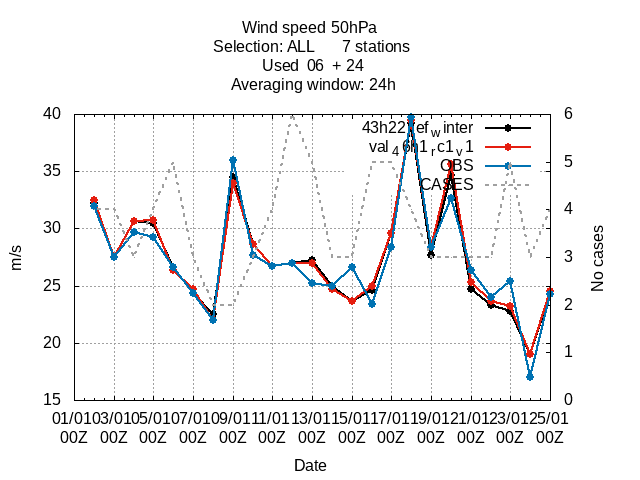 Wind speed 50hPa
Selection: ALL 7 stations
Used 06 + 24
Averaging window: 24h
40
35
30
25
20
15
m/s
6
5
4
3
2
1
0
No cases
OBS
CASES
01/01 03/01 05/01 07/01 09/01 11/01 13/01 15/01 17/01 19/01 21/01 23/01 25/01
00Z 00Z 00Z 00Z 00Z 00Z 00Z 00Z 00Z 00Z 00Z 00Z 00Z
Date